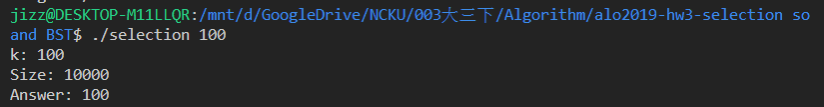 jizz@DESKTOP-M11LLQR:/mnt/d/GoogleDrive/NCKU/003大三下/Algorithm/alo2019-hw3-selection so
and BST$ ./selection 100
k: 100
Size: 10000
Answer: 100